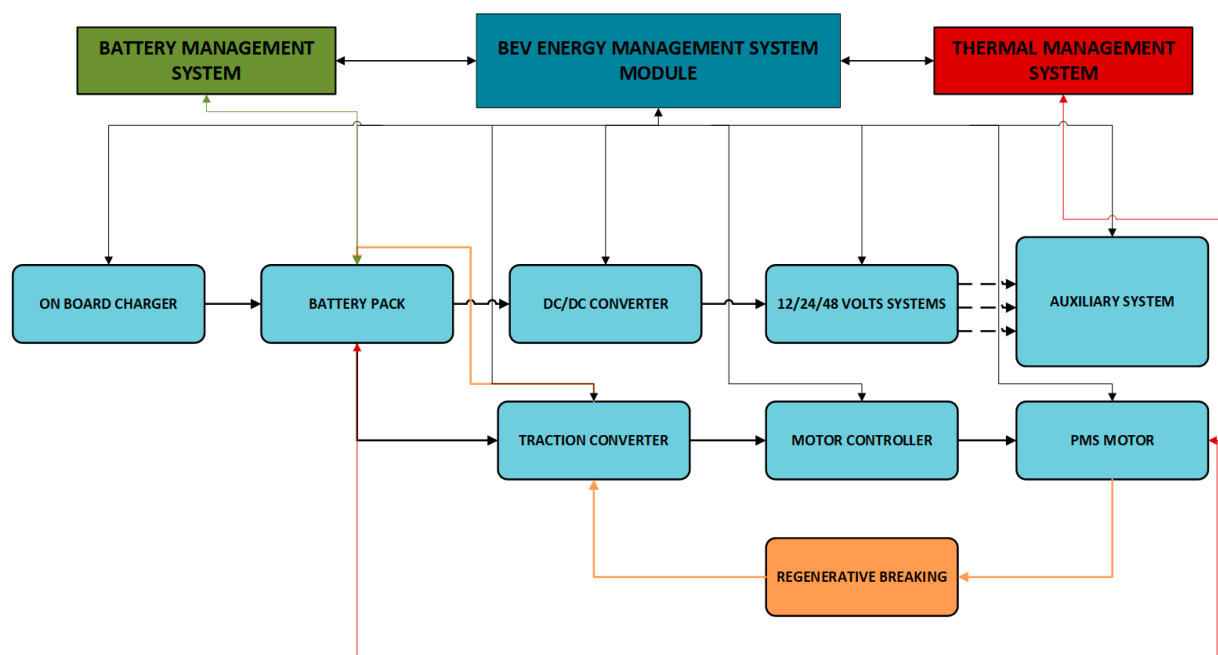 BATTERY MANAGEMENT
SYSTEM
BEV ENERGY MANAGEMENT SYSTEM
MODULE
THERMAL MANAGEMENT
SYSTEM
ON BOARD CHARGER
BATTERY PACK
DC/DC CONVERTER
12/24/48 VOLTS SYSTEMS
AUXILIARY SYSTEM
TRACTION CONVERTER
MOTOR CONTROLLER
PMS MOTOR
REGENERATIVE BREAKING